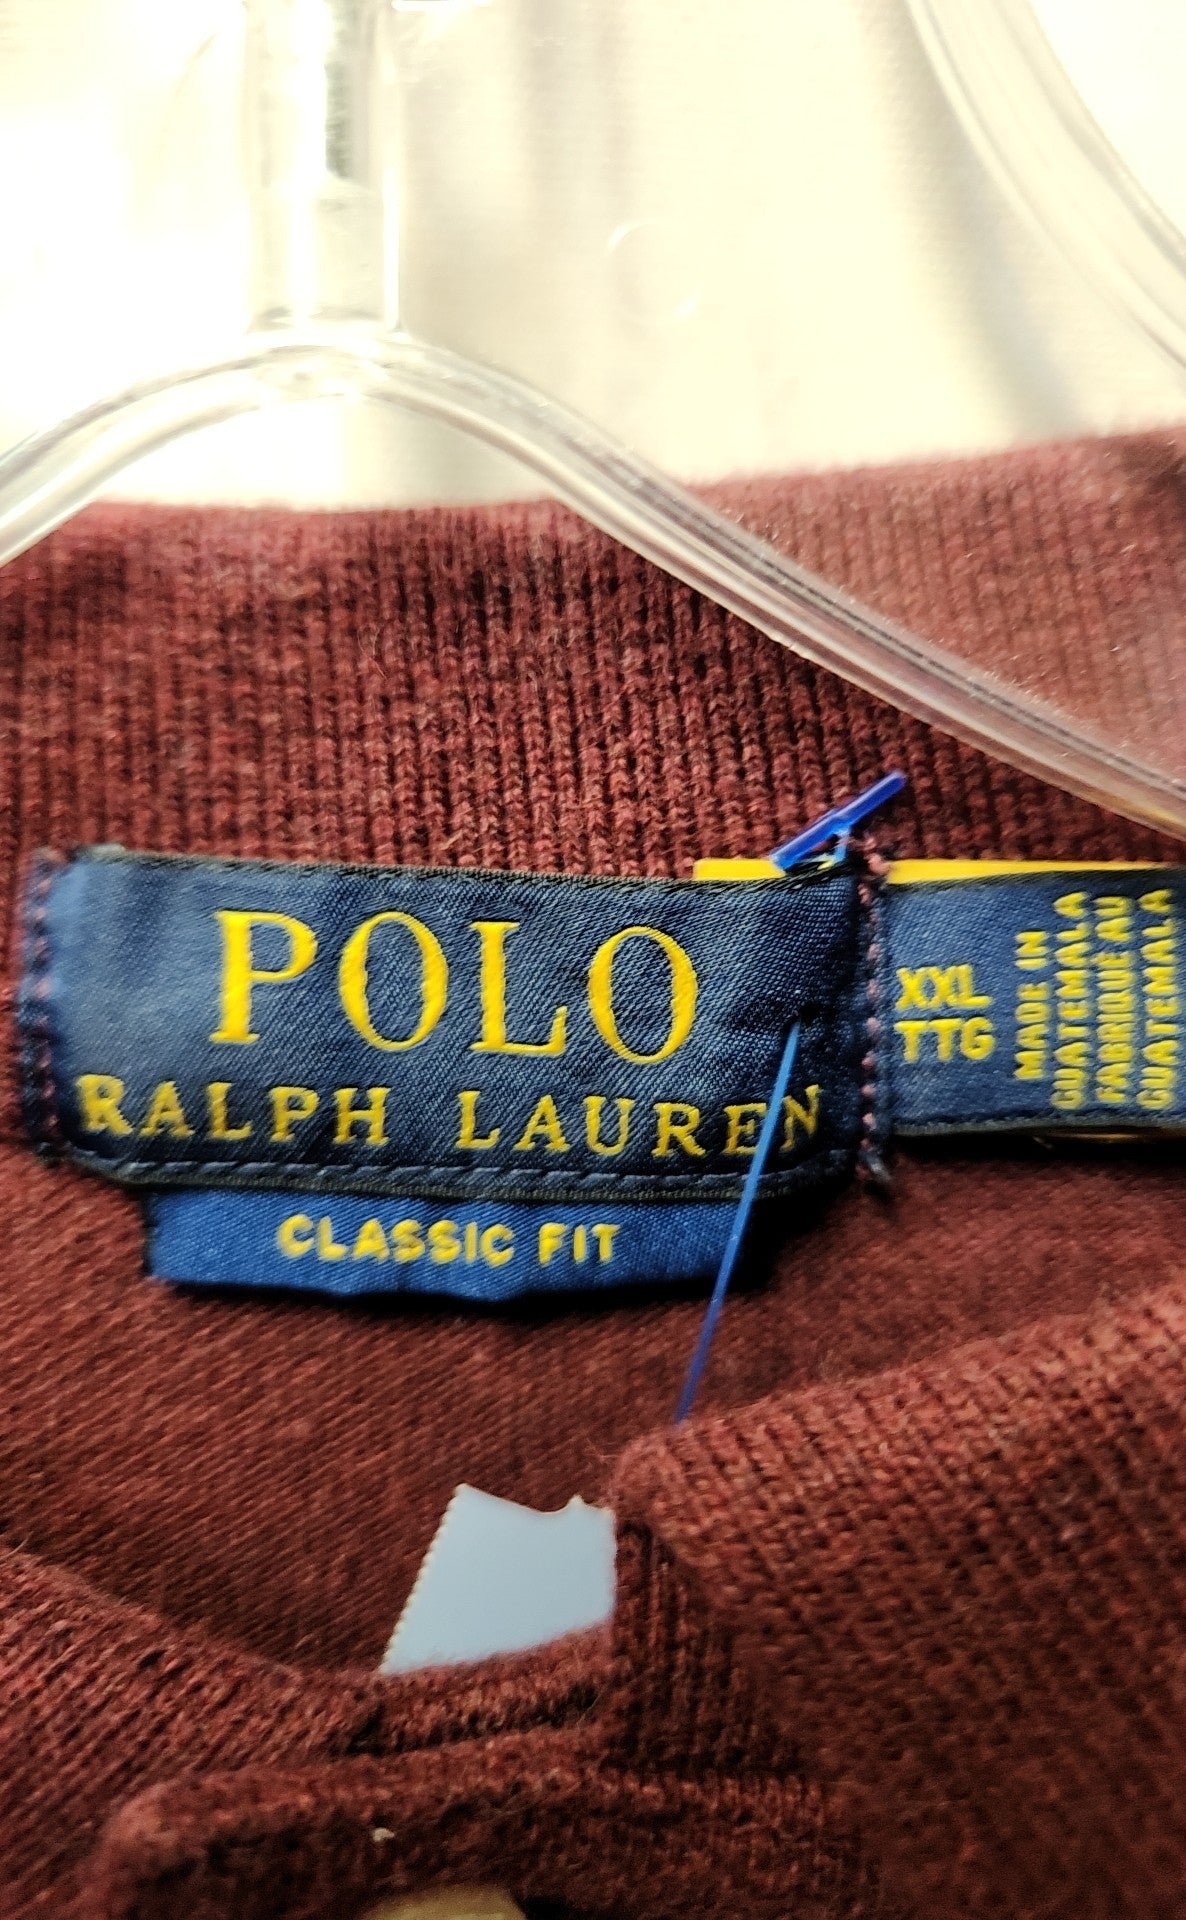 POLO
RALPH LAUREN
CLASSIC FIT
XXL
TTG
MADE IN
GUATEMALA
FABRIQUÉ AU
GUATEMALA